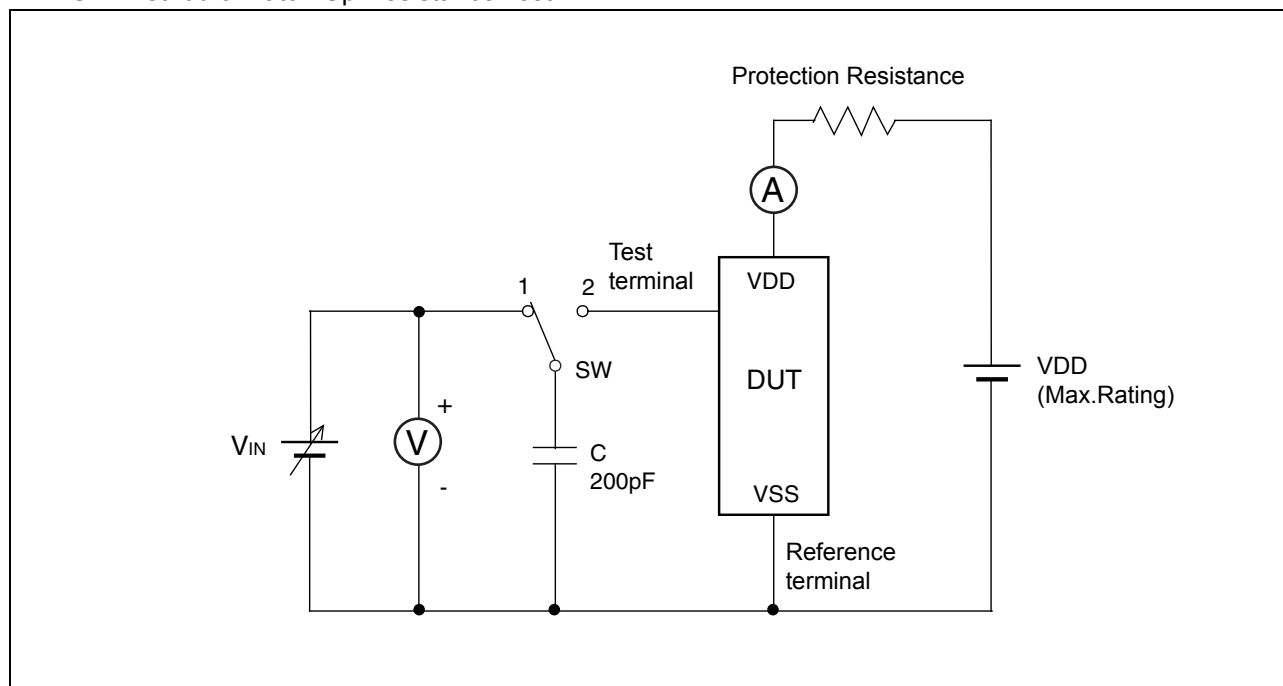 Protection Resistance
A
Test
terminal
VDD
1
2
SW
DUT
VDD
(Max.Rating)
VIN
+
V
-
C
200pF
VSS
Reference
terminal